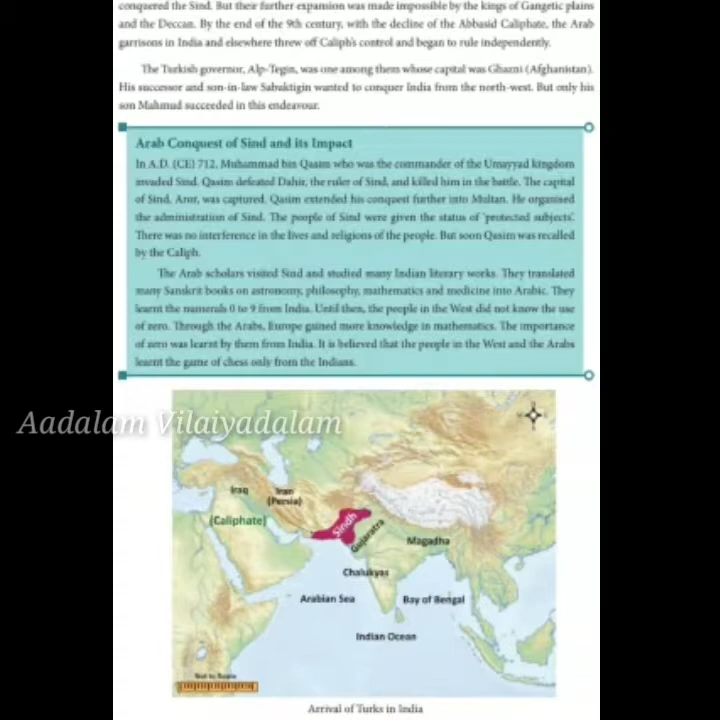 conquered the Sind. But their further expansion was made impossible by the kings of Gangetic plains
and the Deccan. By the end of the 9th century, with the decline of the Abbasid Caliphate, the Arab
garrisons in India and elsewhere threw off Caliph's control and began to rule independently.
The Turkish governor, Alp-Tegin, was one among them whose capital was Ghazni (Afghanistan).
His successor and son-in-law Sabuktigin wanted to conquer India from the north-west. But only his
son Mahmud succeeded in this endeavour.
Arab Conquest of Sind and its Impact
In A.D. (CE) 712, Muhammad bin Qasim who was the commander of the Umayyad kingdom
invaded Sind. Qasim defeated Dahir, the ruler of Sind, and killed him in the battle. The capital
of Sind, Aror, was captured. Qasim extended his conquest further into Multan. He organised
the administration of Sind. The people of Sind were given the status of 'protected subjects'.
There was no interference in the lives and religions of the people. But soon Qasim was recalled
by the Caliph.
The Arab scholars visited Sind and studied many Indian literary works. They translated
many Sanskrit books on astronomy, philosophy, mathematics and medicine into Arabic. They
learnt the numerals 0 to 9 from India. Until then, the people in the West did not know the use
of zero. Through the Arabs, Europe gained more knowledge in mathematics. The importance
of zero was learnt by them from India. It is believed that the people in the West and the Arabs
learnt the game of chess only from the Indians.
Aadalam Vilaiyadalam
Iraq
Iran
(Persia)
(Caliphate)
Sindh
Gujaratra
Magadha
Chalukyas
Arabian Sea
Bay of Bengal
Indian Ocean
Not to Scale
Arrival of Turks in India